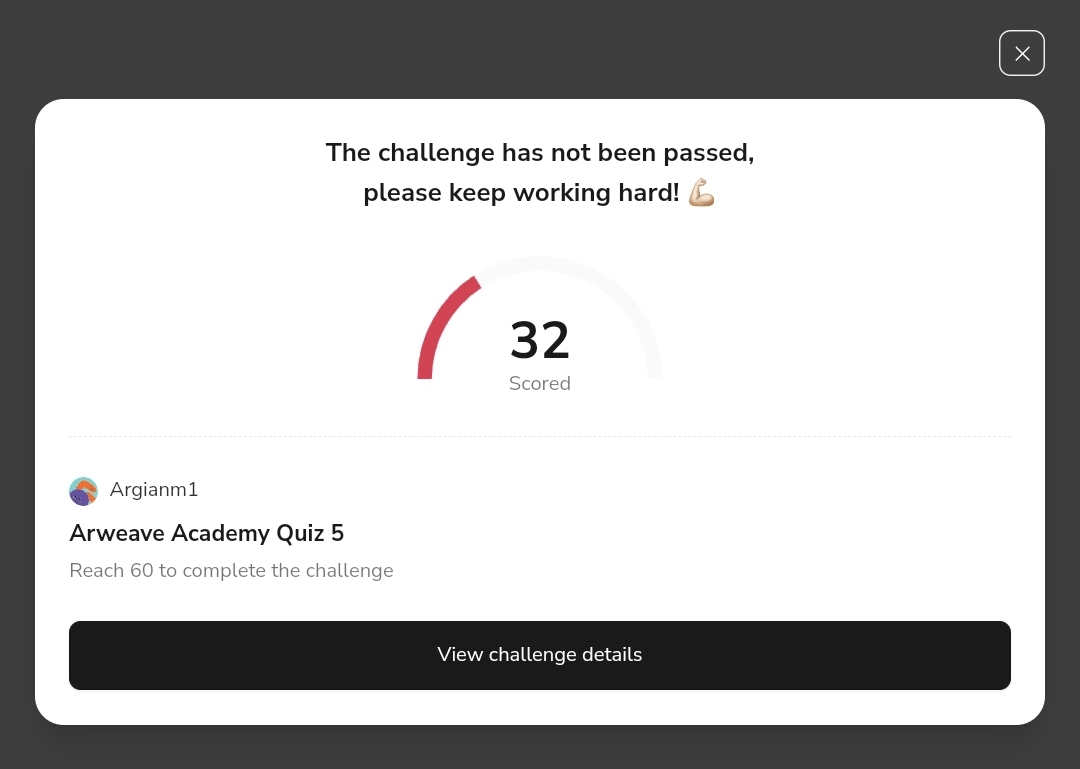 The challenge has not been passed,
please keep working hard! 💪🏻
32
Scored
Argianm1
Arweave Academy Quiz 5
Reach 60 to complete the challenge
View challenge details